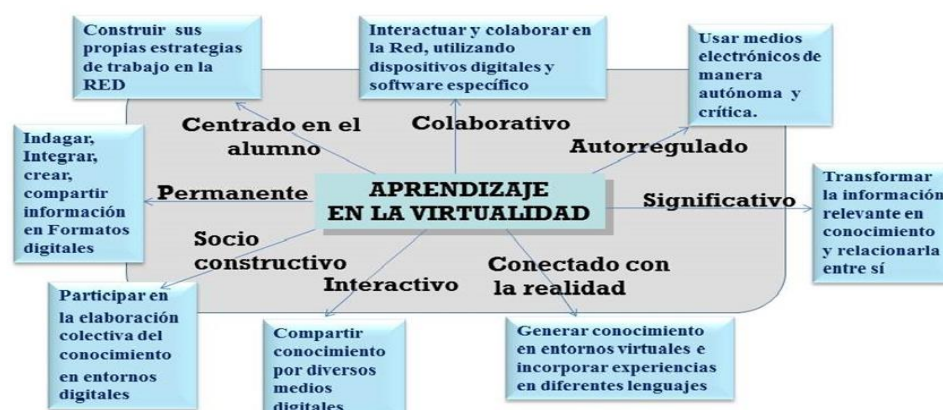 Construir sus
propias estrategias
de trabajo en la
RED
Interactuar y colaborar en
la Red, utilizando
dispositivos digitales y
software específico
Usar medios
electrónicos de
manera
autónoma y
crítica.
Centrado en el
alumno
Colaborativo
Autorregulado
Indagar,
Integrar,
crear,
compartir
información
en Formatos
digitales
Permanente
APRENDIZAJE
EN LA VIRTUALIDAD
Significativo
Transformar
la información
relevante en
conocimiento
y relacionarla
entre sí
Socio
constructivo
Interactivo
Conectado con
la realidad
Participar en
la elaboración
colectiva del
conocimiento
en entornos
digitales
Compartir
conocimiento
por diversos
medios
digitales
Generar conocimiento
en entornos virtuales e
incorporar experiencias
en diferentes lenguajes